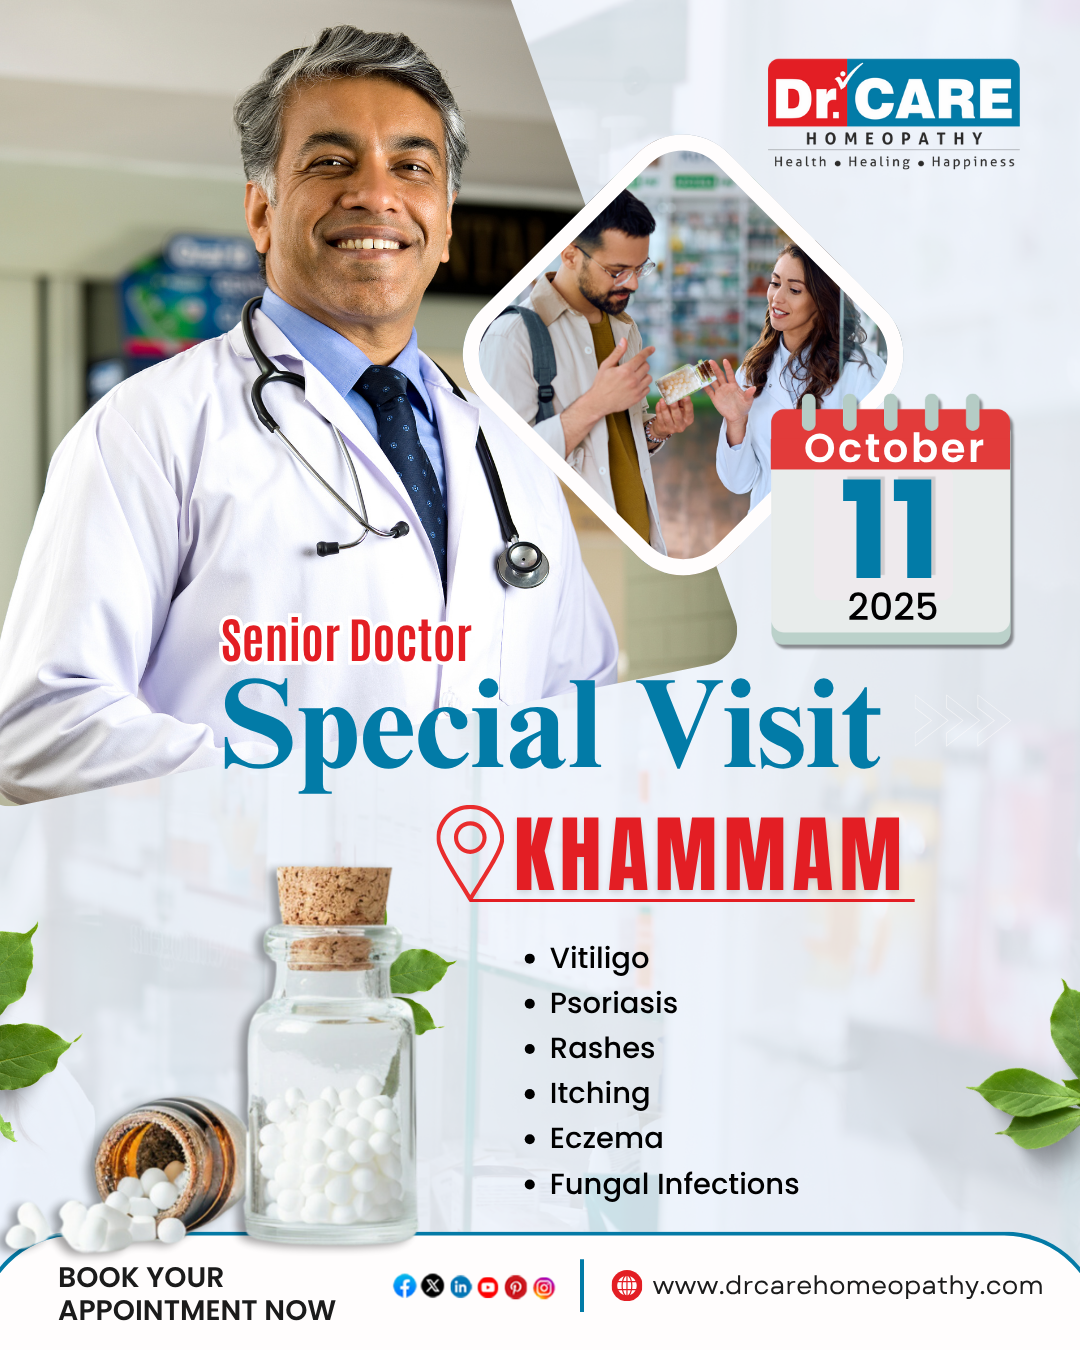 Dr. CARE
HOMEOPATHY
Health • Healing • Happiness
October
11
2025
Senior Doctor
Special Visit
KHAMMAM
• Vitiligo
• Psoriasis
• Rashes
• Itching
• Eczema
• Fungal Infections
BOOK YOUR
APPOINTMENT NOW
www.drcarehomeopathy.com